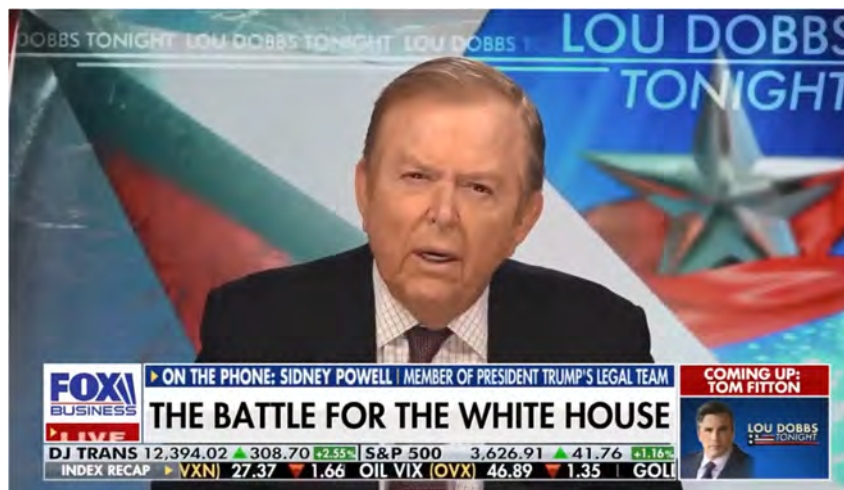 DOBBS TONIGHT LOU DOBBS TONIGHT LOU DOBBS
LOU DOBBS
TONIGHT
FOX
BUSINESS
LIVE
ON THE PHONE: SIDNEY POWELL | MEMBER OF PRESIDENT TRUMP'S LEGAL TEAM
THE BATTLE FOR THE WHITE HOUSE
COMING UP:
TOM FITTON
LOU DOBBS
TONIGHT
DJ TRANS 12,394.02 ▲ 308.70 +2.55% S&P 500 3,626.91 ▲ 41.76 +1.16%
INDEX RECAP VXN) 27.37 ▼ 1.66 OIL VIX (OVX) 46.89 ▼ 1.35